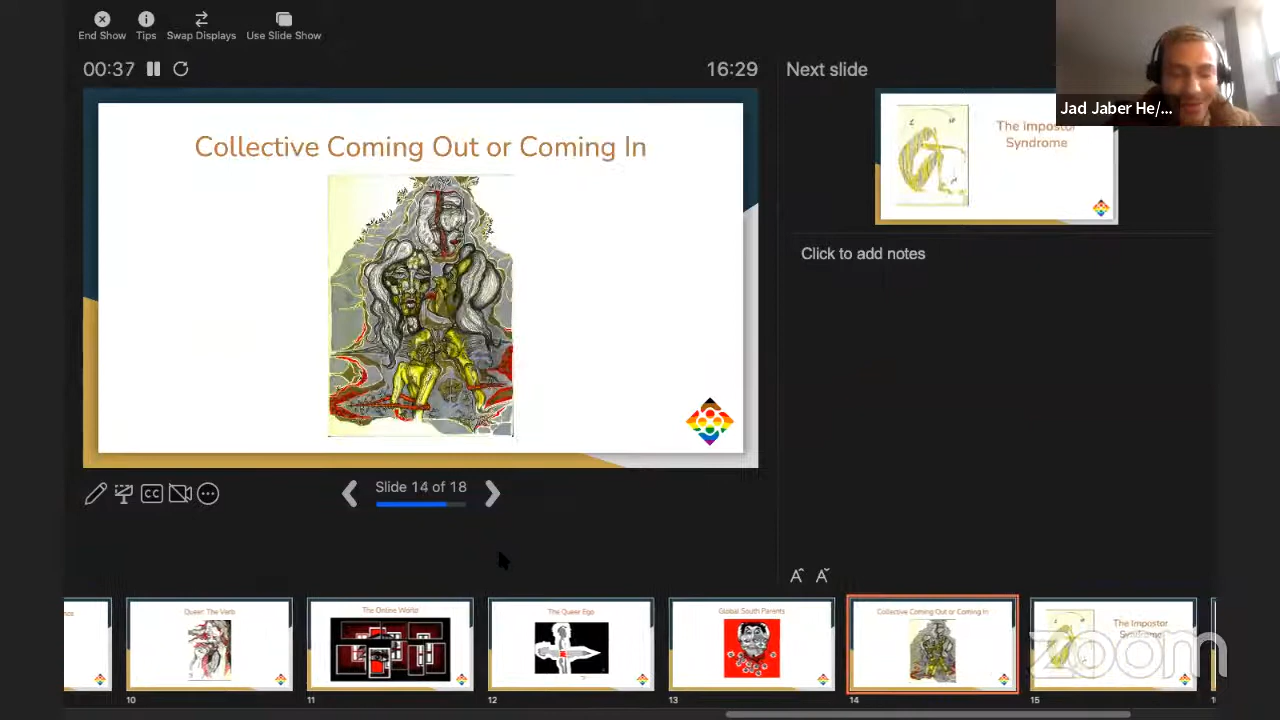 End Show
Tips
Swap Displays
Use Slide Show
00:37
16:29
Next slide
Jad Jaber He/...
Collective Coming Out or Coming In
The Impostor
Syndrome
Click to add notes
CC
Slide 14 of 18
A A
Queer: The Verb
The Online World
The Queer Ego
Global South Parents
Collective Coming Out or Coming In
The Impostor
Syndrome
zoom
10
11
12
13
14
15